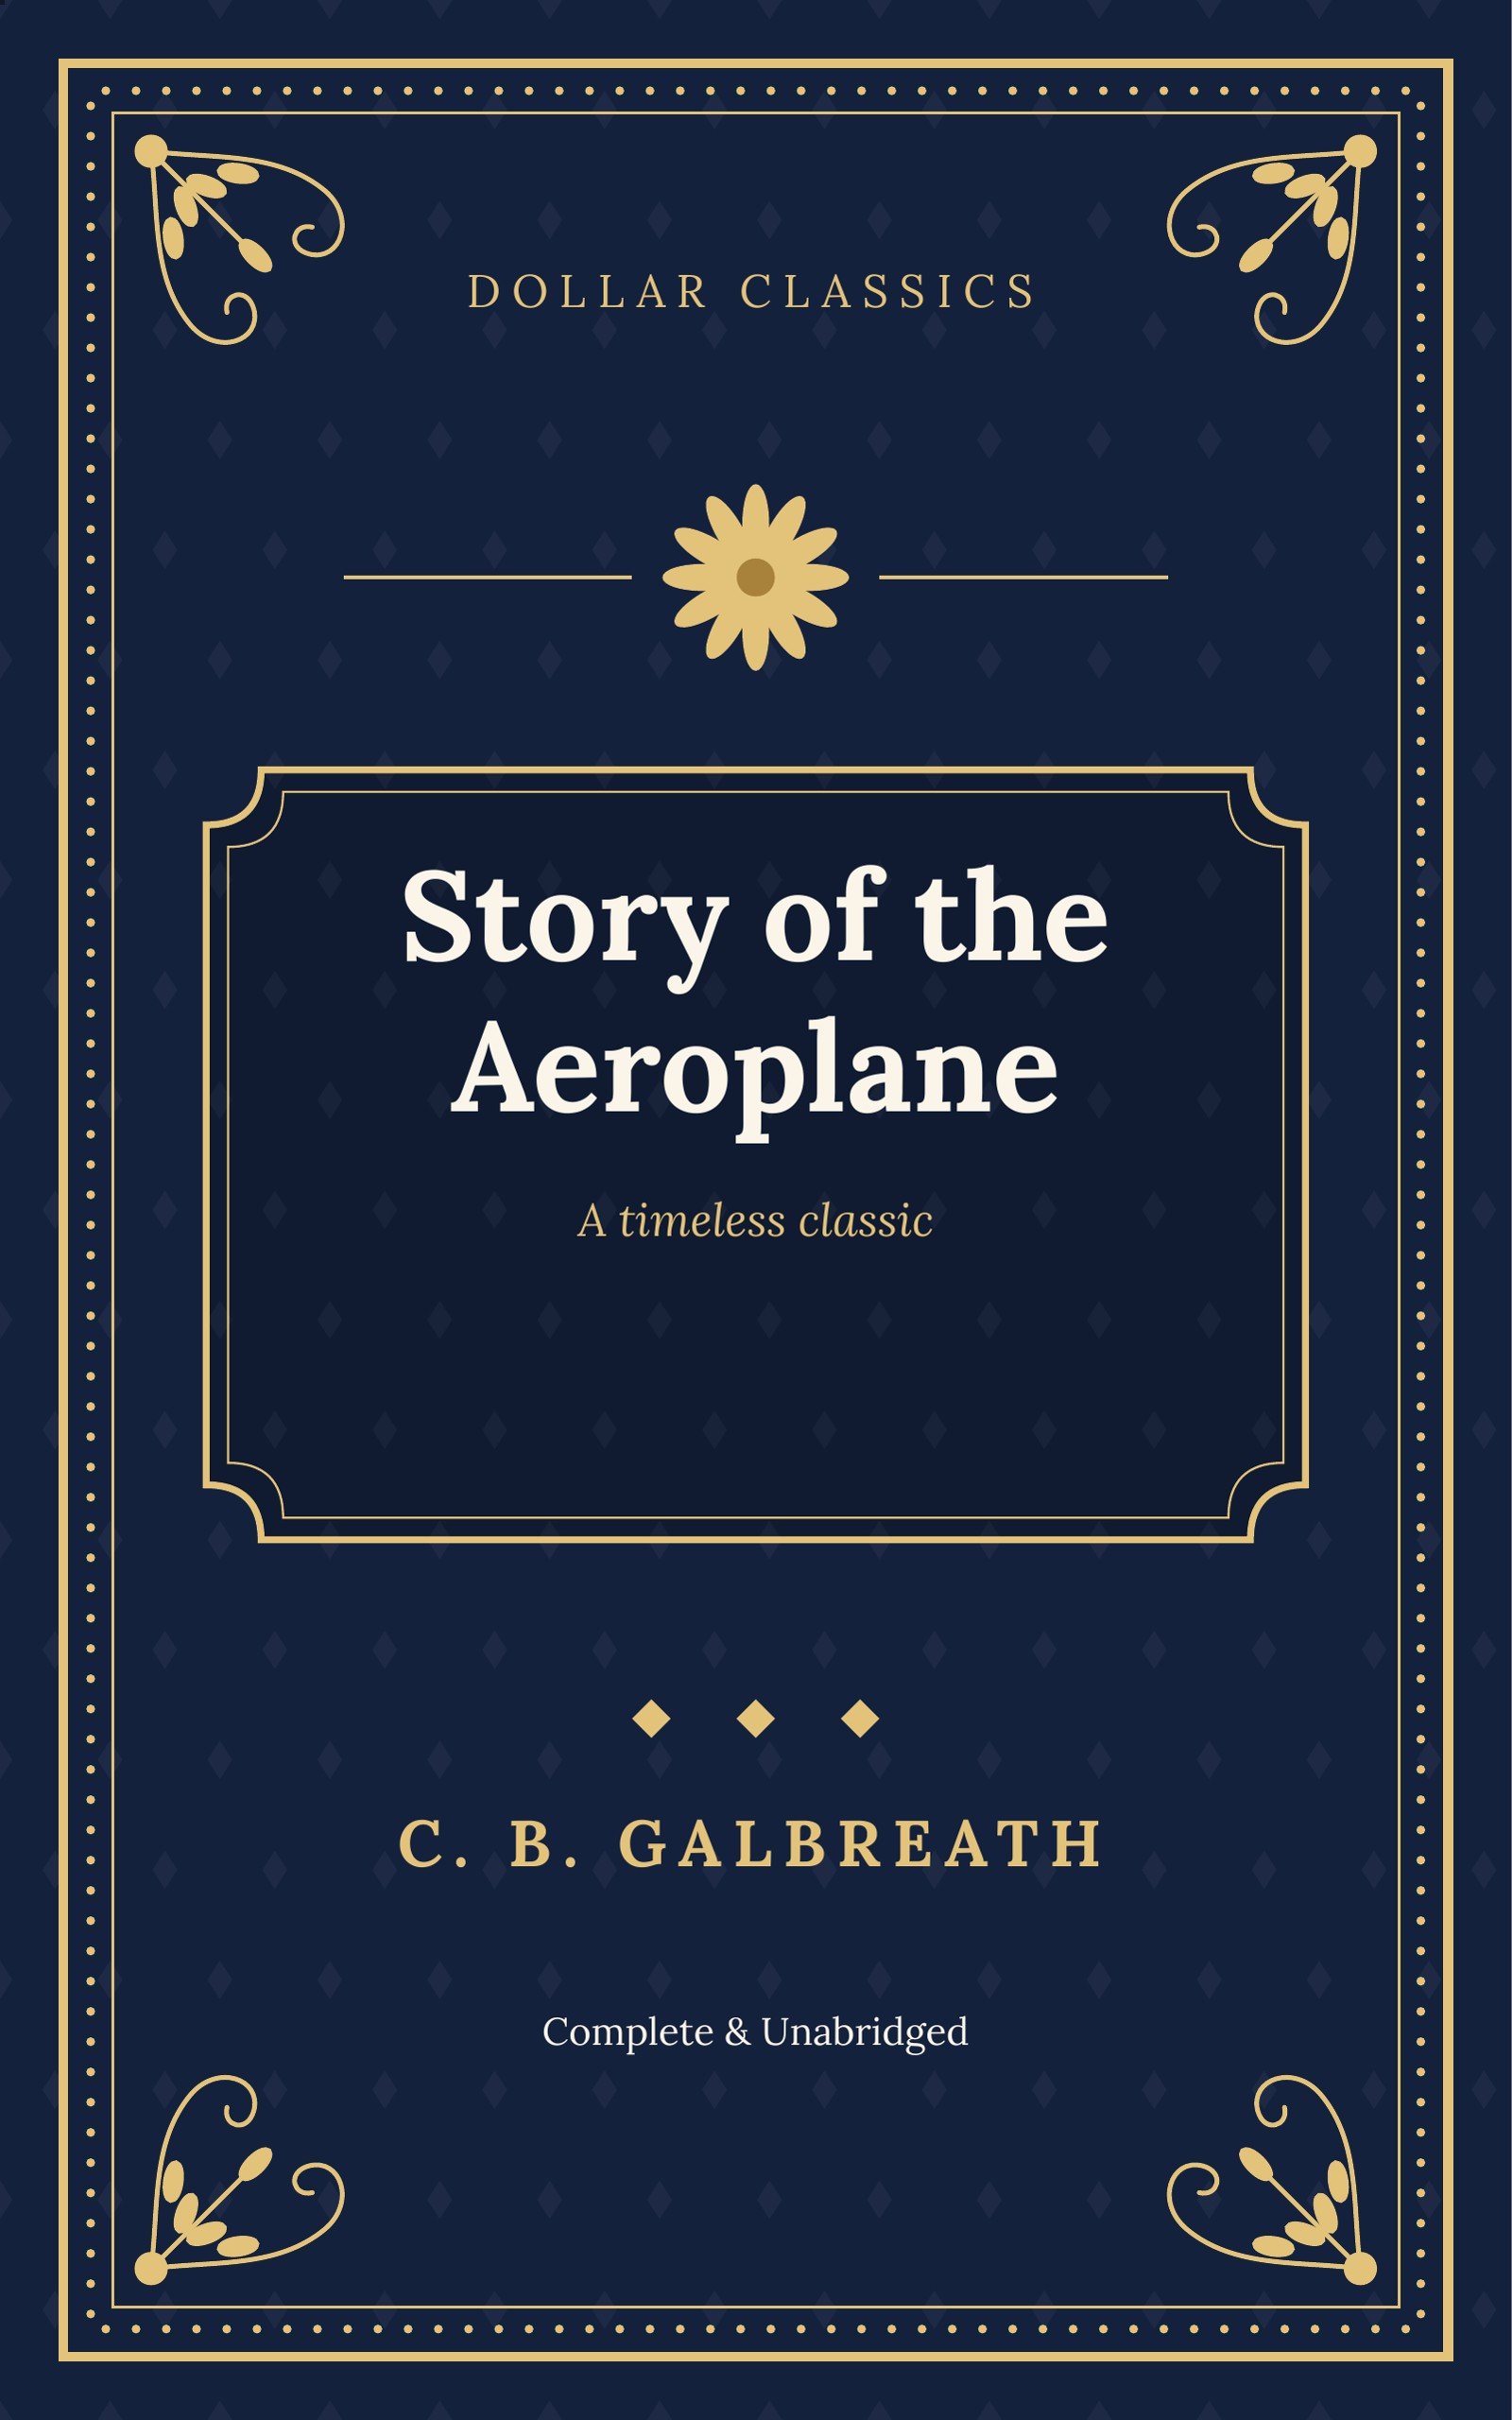 DOLLAR CLASSICS
Story of the
Aeroplane
A timeless classic
C. B. GALBREATH
Complete & Unabridged